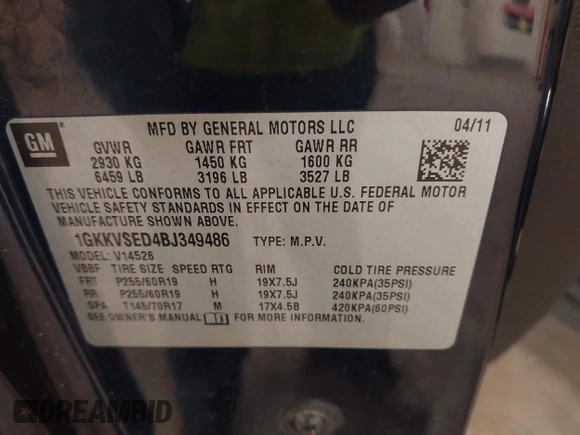 GM
MFD BY GENERAL MOTORS LLC 04/11
GVWR GAWR FRT GAWR RR
2930 KG 1450 KG 1600 KG
6459 LB 3196 LB 3527 LB
THIS VEHICLE CONFORMS TO ALL APPLICABLE U.S. FEDERAL MOTOR
VEHICLE SAFETY STANDARDS IN EFFECT ON THE DATE OF
MANUFACTURE SHOWN ABOVE.
1GKKVSED4BJ349486 TYPE: M.P.V.
MODEL: V14526
VBBF TIRE SIZE SPEED RTG RIM COLD TIRE PRESSURE
FRT P255/60R19 H 19X7.5J 240KPA(35PSI)
RR P255/60R19 H 19X7.5J 240KPA(35PSI)
SPA T145/70R17 M 17X4.5B 420KPA(60PSI)
SEE OWNER'S MANUAL FOR MORE INFORMATION.
DREAMBID